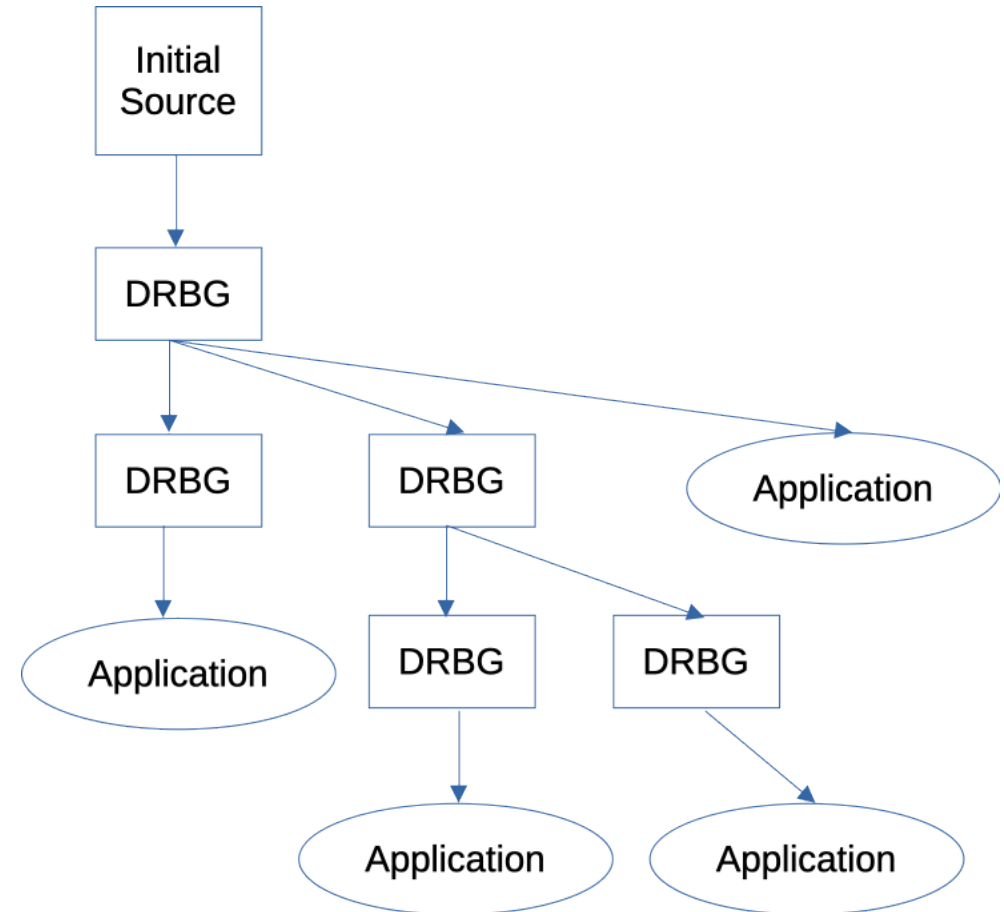 Initial
Source
DRBG
DRBG
DRBG
Application
Application
DRBG
DRBG
Application
Application